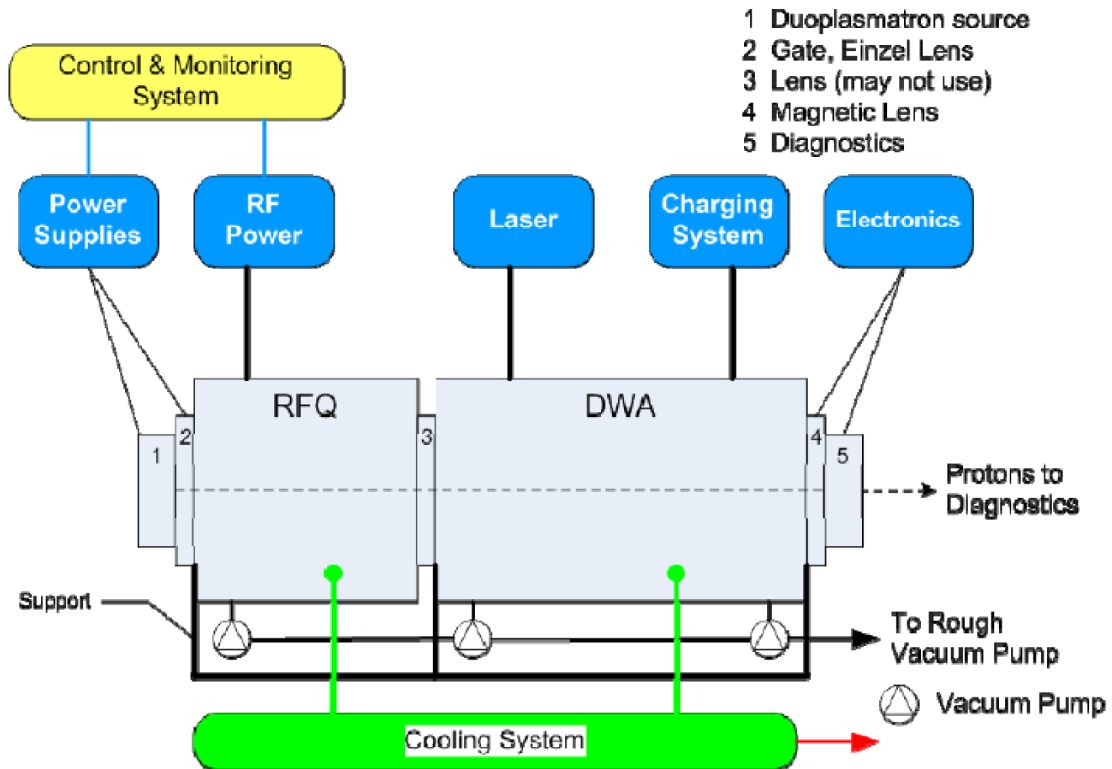 1 Duoplasmatron source
2 Gate, Einzel Lens
3 Lens (may not use)
4 Magnetic Lens
5 Diagnostics
Control & Monitoring
System
Power
Supplies
RF
Power
Laser
Charging
System
Electronics
RFQ
DWA
1
2
3
4
5
Protons to
Diagnostics
Support
To Rough
Vacuum Pump
Vacuum Pump
Cooling System